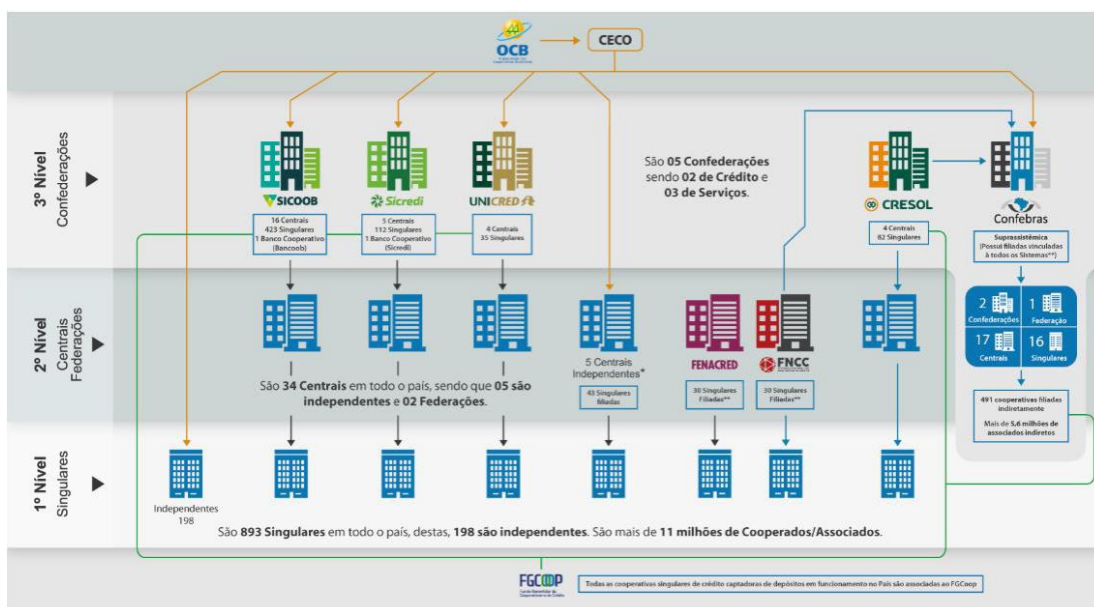 OCB
CECO
3º Nível
Confederações
SICOOB
Sicredi
UNICRED
São 05 Confederações
sendo 02 de Crédito e
03 de Serviços.
CRESOL
Confebras
16 Centrais
423 Singulares
1 Banco Cooperativo
(Bancoob)
5 Centrais
112 Singulares
1 Banco Cooperativo
(Sicredi)
4 Centrais
35 Singulares
4 Centrais
82 Singulares
Suprassistêmica
(Possui filiadas vinculadas
à todos os Sistemas**)
2º Nível
Centrais
Federações
2
Confederações
1
Federação
17
Centrais
16
Singulares
5 Centrais
Independentes*
43 Singulares
filiadas
FENACRED
30 Singulares
Filiadas**
FNCC
30 Singulares
Filiadas**
São 34 Centrais em todo o país, sendo que 05 são
independentes e 02 Federações.
491 cooperativas filiadas
indiretamente
Mais de 5,6 milhões de
associados indiretos
1º Nível
Singulares
Independentes
198
São 893 Singulares em todo o país, destas, 198 são independentes. São mais de 11 milhões de Cooperados/Associados.
FGCOOP
Todas as cooperativas singulares de crédito captadoras de depósitos em funcionamento no País são associadas ao FGCoop